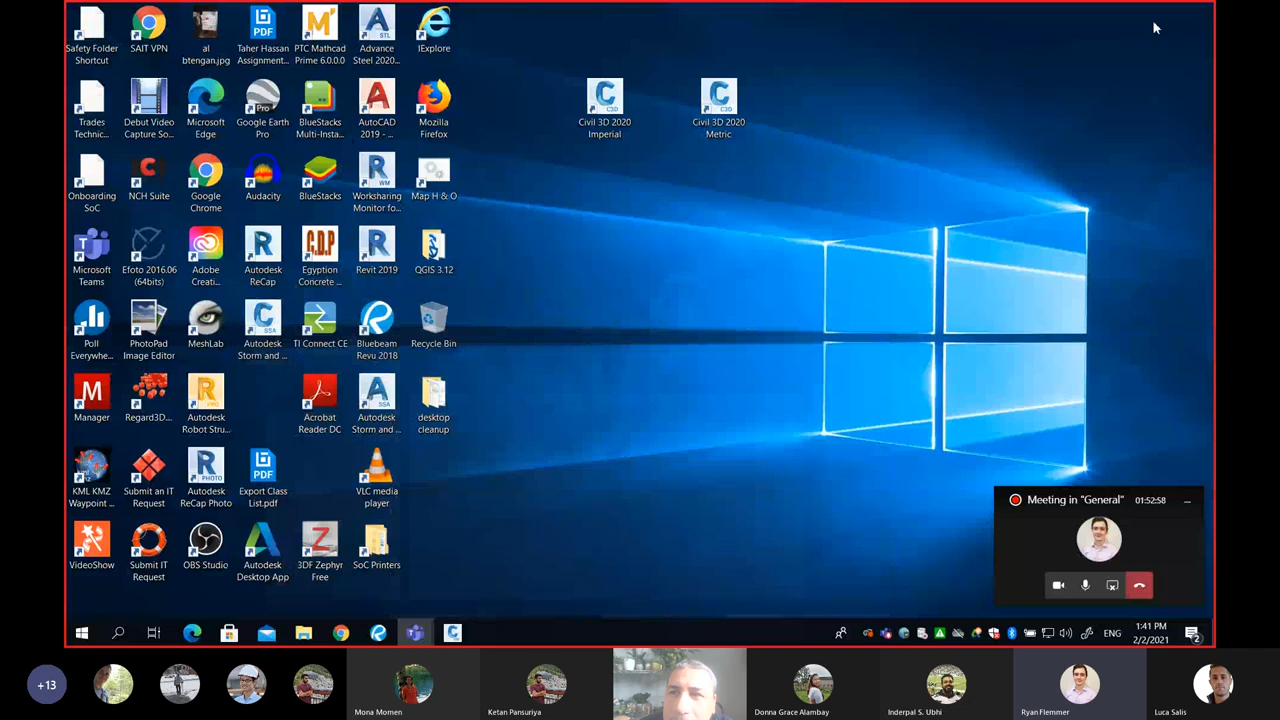 Safety Folder Shortcut
SAIT VPN
al btengan.jpg
Taher Hassan Assignment...
PTC Mathcad Prime 6.0.0.0
Advance Steel 2020...
IExplore
Trades Technic...
Debut Video Capture So...
Microsoft Edge
Google Earth Pro
BlueStacks Multi-Insta...
AutoCAD 2019 - ...
Mozilla Firefox
Civil 3D 2020 Imperial
Civil 3D 2020 Metric
Onboarding SoC
NCH Suite
Google Chrome
Audacity
BlueStacks
Worksharing Monitor fo...
Map H & O
Microsoft Teams
Efoto 2016.06 (64bits)
Adobe Creati...
Autodesk ReCap
Egyption Concrete ...
Revit 2019
QGIS 3.12
Poll Everywhe...
PhotoPad Image Editor
MeshLab
Autodesk Storm and ...
TI Connect CE
Bluebeam Revu 2018
Recycle Bin
Manager
Regard3D...
Autodesk Robot Stru...
Acrobat Reader DC
Autodesk Storm and ...
desktop cleanup
KML KMZ Waypoint ...
Submit an IT Request
Autodesk ReCap Photo
Export Class List.pdf
VLC media player
Meeting in "General" 01:52:58
VideoShow
Submit IT Request
OBS Studio
Autodesk Desktop App
3DF Zephyr Free
SoC Printers
ENG
1:41 PM
2/2/2021
2
+13
Mona Momen
Ketan Pansuriya
Donna Grace Alambay
Inderpal S. Ubhi
Ryan Flemmer
Luca Salis